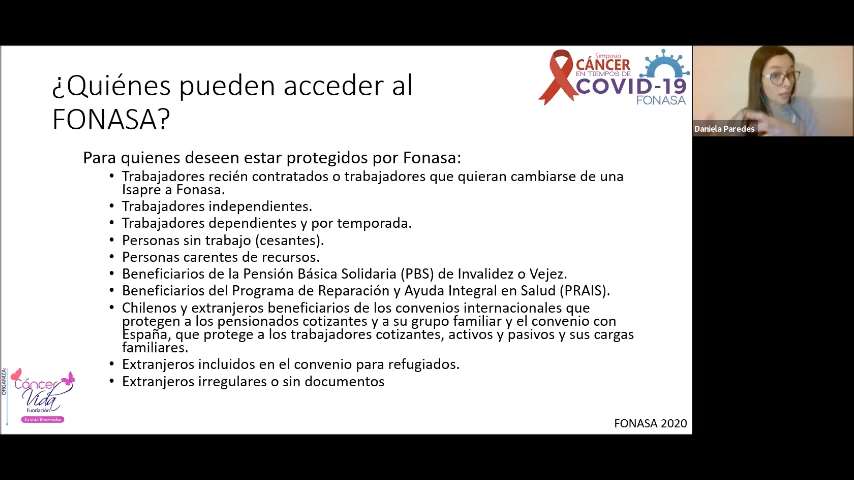 ¿Quiénes pueden acceder al
FONASA?
Simposio
CÁNCER
EN TIEMPOS DE
COVID-19
FONASA
Daniela Paredes
Para quienes deseen estar protegidos por Fonasa:
• Trabajadores recién contratados o trabajadores que quieran cambiarse de una
Isapre a Fonasa.
• Trabajadores independientes.
• Trabajadores dependientes y por temporada.
• Personas sin trabajo (cesantes).
• Personas carentes de recursos.
• Beneficiarios de la Pensión Básica Solidaria (PBS) de Invalidez o Vejez.
• Beneficiarios del Programa de Reparación y Ayuda Integral en Salud (PRAIS).
• Chilenos y extranjeros beneficiarios de los convenios internacionales que
protegen a los pensionados cotizantes y a su grupo familiar y el convenio con
España, que protege a los trabajadores cotizantes, activos y pasivos y sus cargas
familiares.
• Extranjeros incluidos en el convenio para refugiados.
• Extranjeros irregulares o sin documentos
ORGANIZA:
Cáncer
Vida
Fundación
FONASA 2020